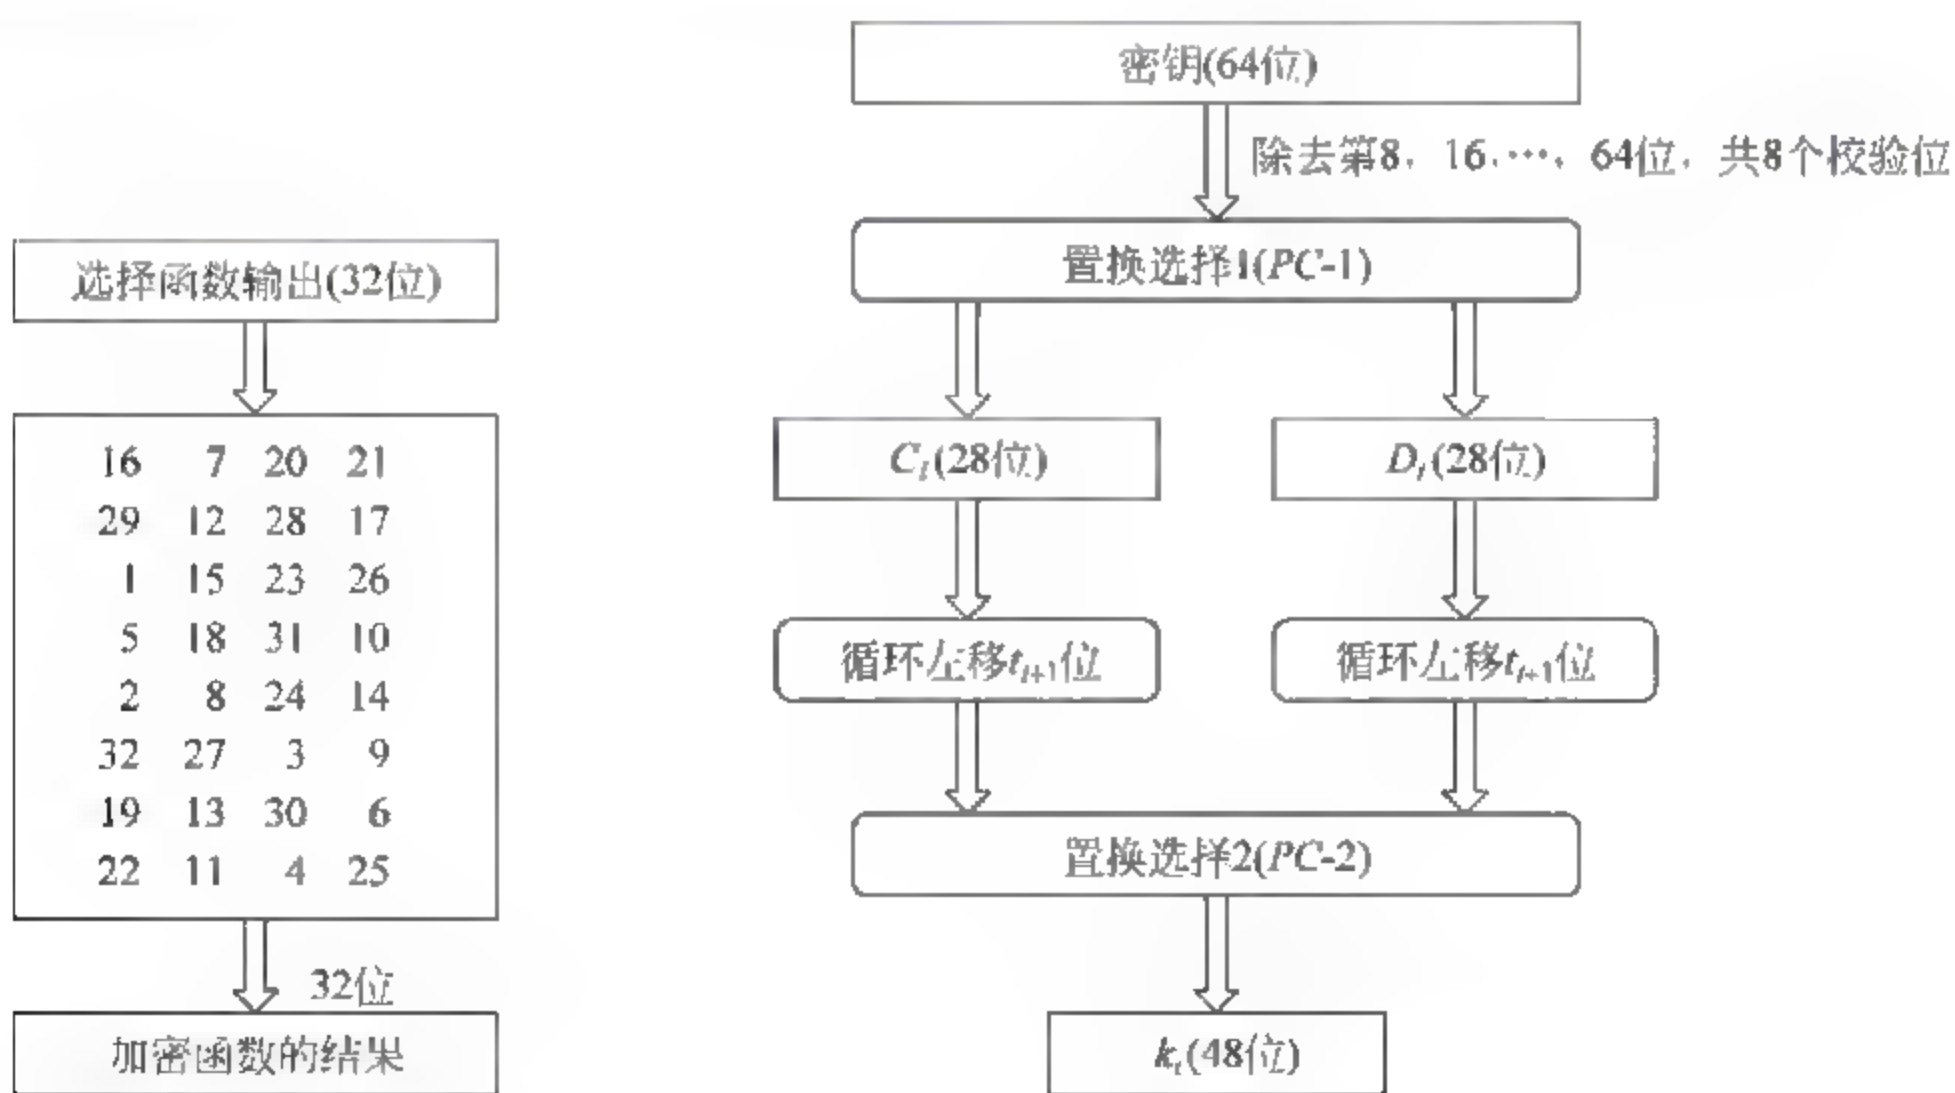 选择函数输出(32位)
16 7 20 21
29 12 28 17
1 15 23 26
5 18 31 10
2 8 24 14
32 27 3 9
19 13 30 6
22 11 4 25
32位
加密函数的结果
密钥(64位)
除去第8，16，…，64位，共8个校验位
置换选择1(PC-1)
C_i(28位)
D_i(28位)
循环左移t_{i+1}位
循环左移t_{i+1}位
置换选择2(PC-2)
k_i(48位)